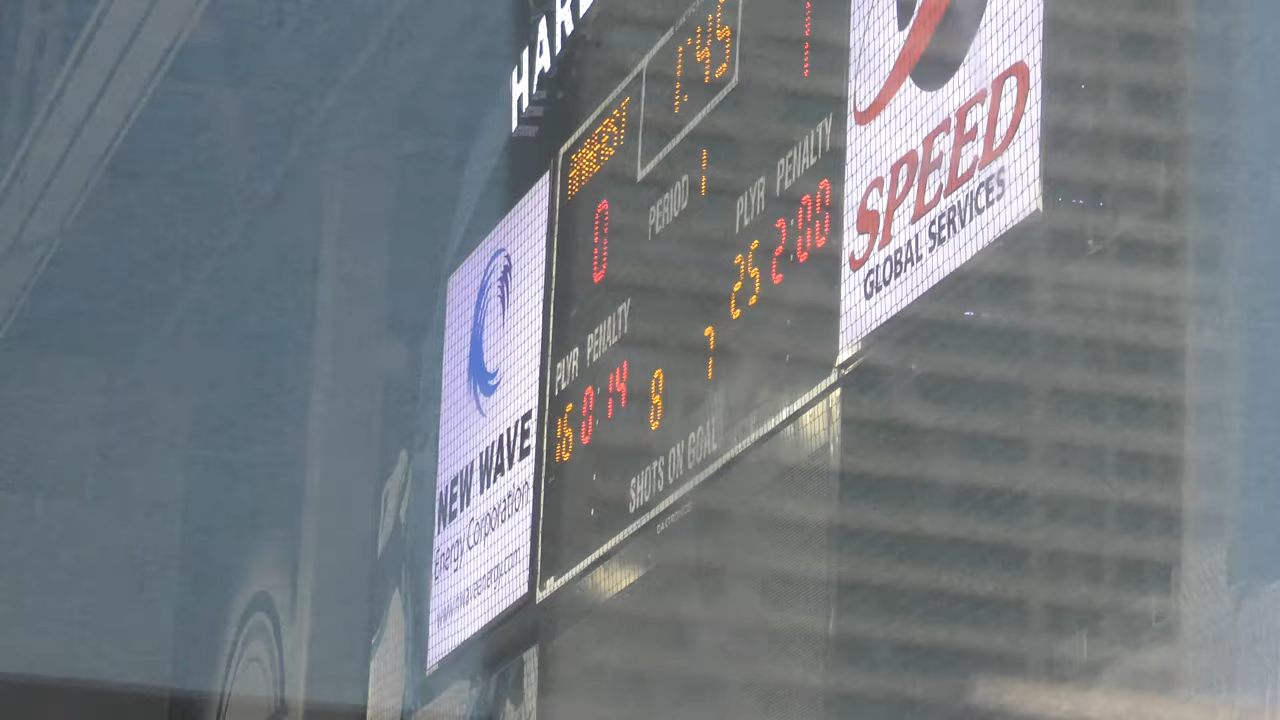 HARD
1:45
AMHERST
1
PERIOD 1
0
PLYR PENALTY
25 2:00
PLYR PENALTY
16 0:14
8 7
SHOTS ON GOAL
NEW WAVE
Energy Corporation
SPEED
GLOBAL SERVICES